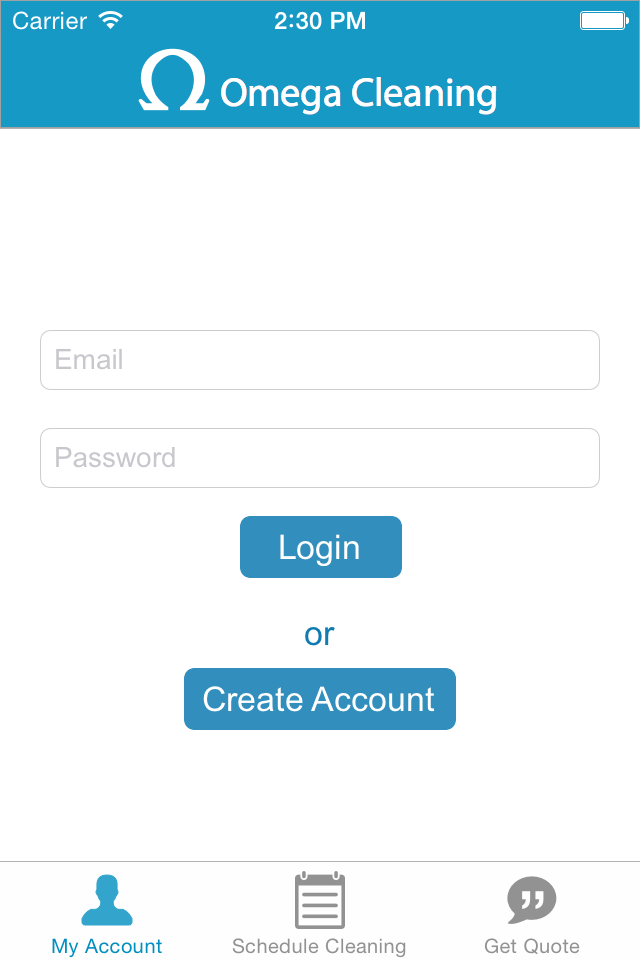 Carrier 2:30 PM
Omega Cleaning
Email
Password
Login
or
Create Account
My Account Schedule Cleaning Get Quote